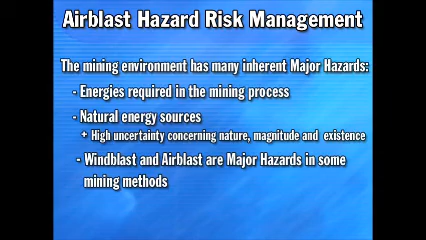 Airblast Hazard Risk Management
The mining environment has many inherent Major Hazards:
- Energies required in the mining process
- Natural energy sources
+ High uncertainty concerning nature, magnitude and existence
- Windblast and Airblast are Major Hazards in some
mining methods